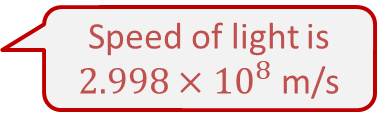 Speed of light is
2.998 × 10⁸ m/s